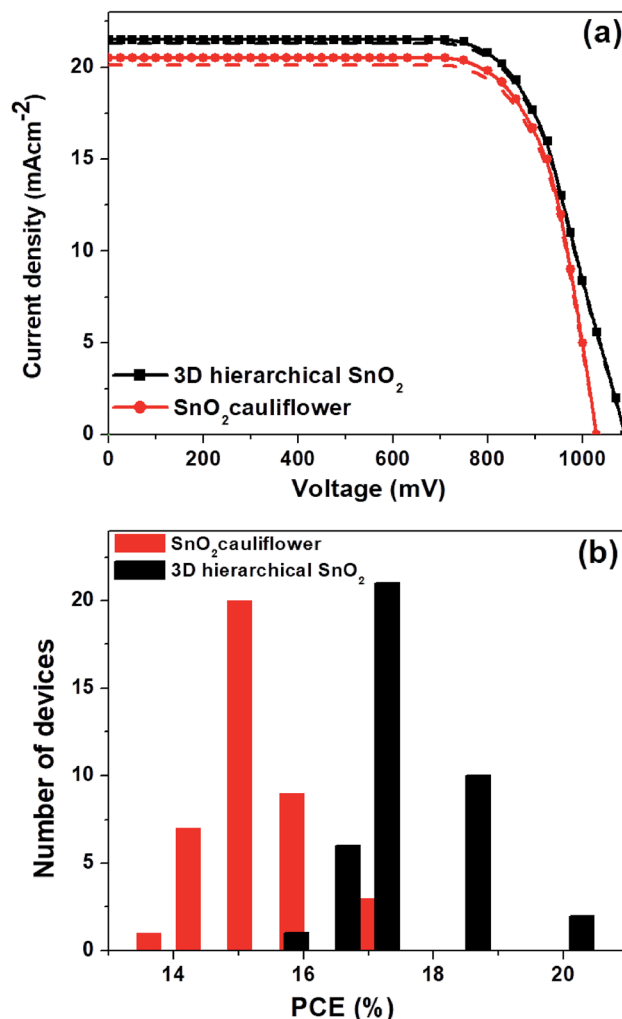 (a)
20
15
10
5
0
Current density (mAcm-2)
3D hierarchical SnO2
SnO2cauliflower
0 200 400 600 800 1000
Voltage (mV)
(b)
SnO2cauliflower
3D hierarchical SnO2
20
15
10
5
0
Number of devices
14 16 18 20
PCE (%)